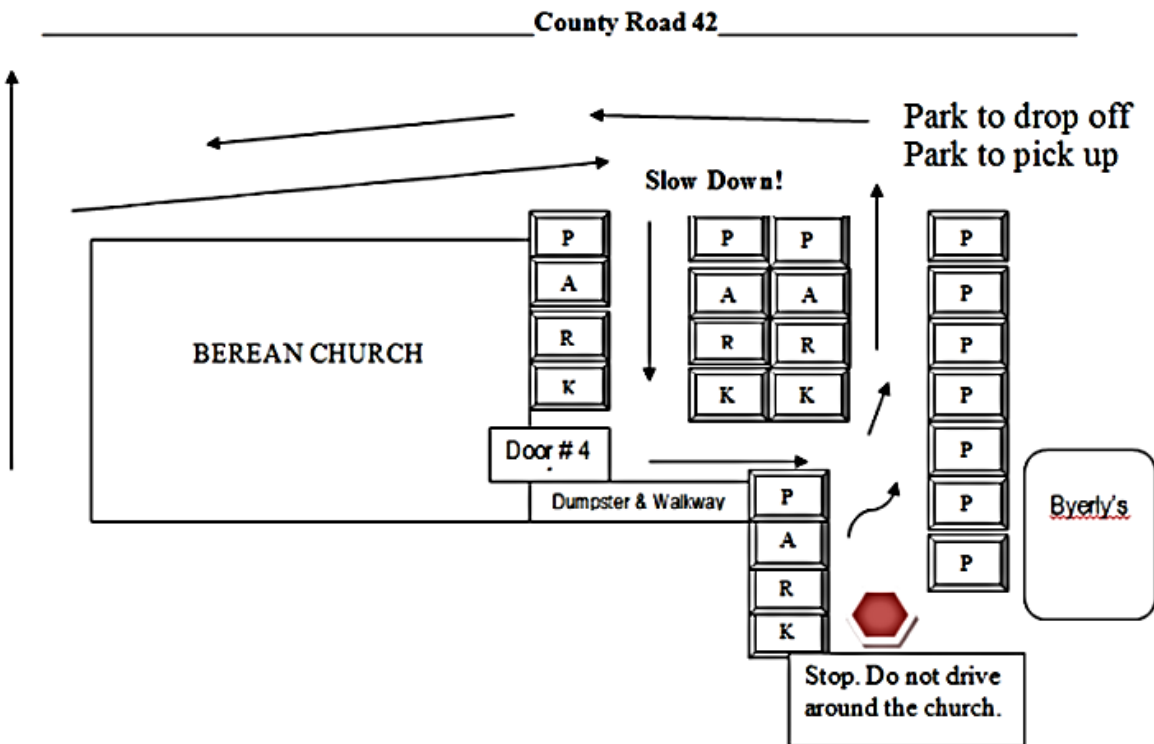 County Road 42
Park to drop off
Park to pick up
Slow Down!
P P P P
A A A P
BEREAN CHURCH
R R R P
K K K P
Door # 4
P
Dumpster & Walkway
P P
Byerly's
A
P
R
K
Stop. Do not drive
around the church.